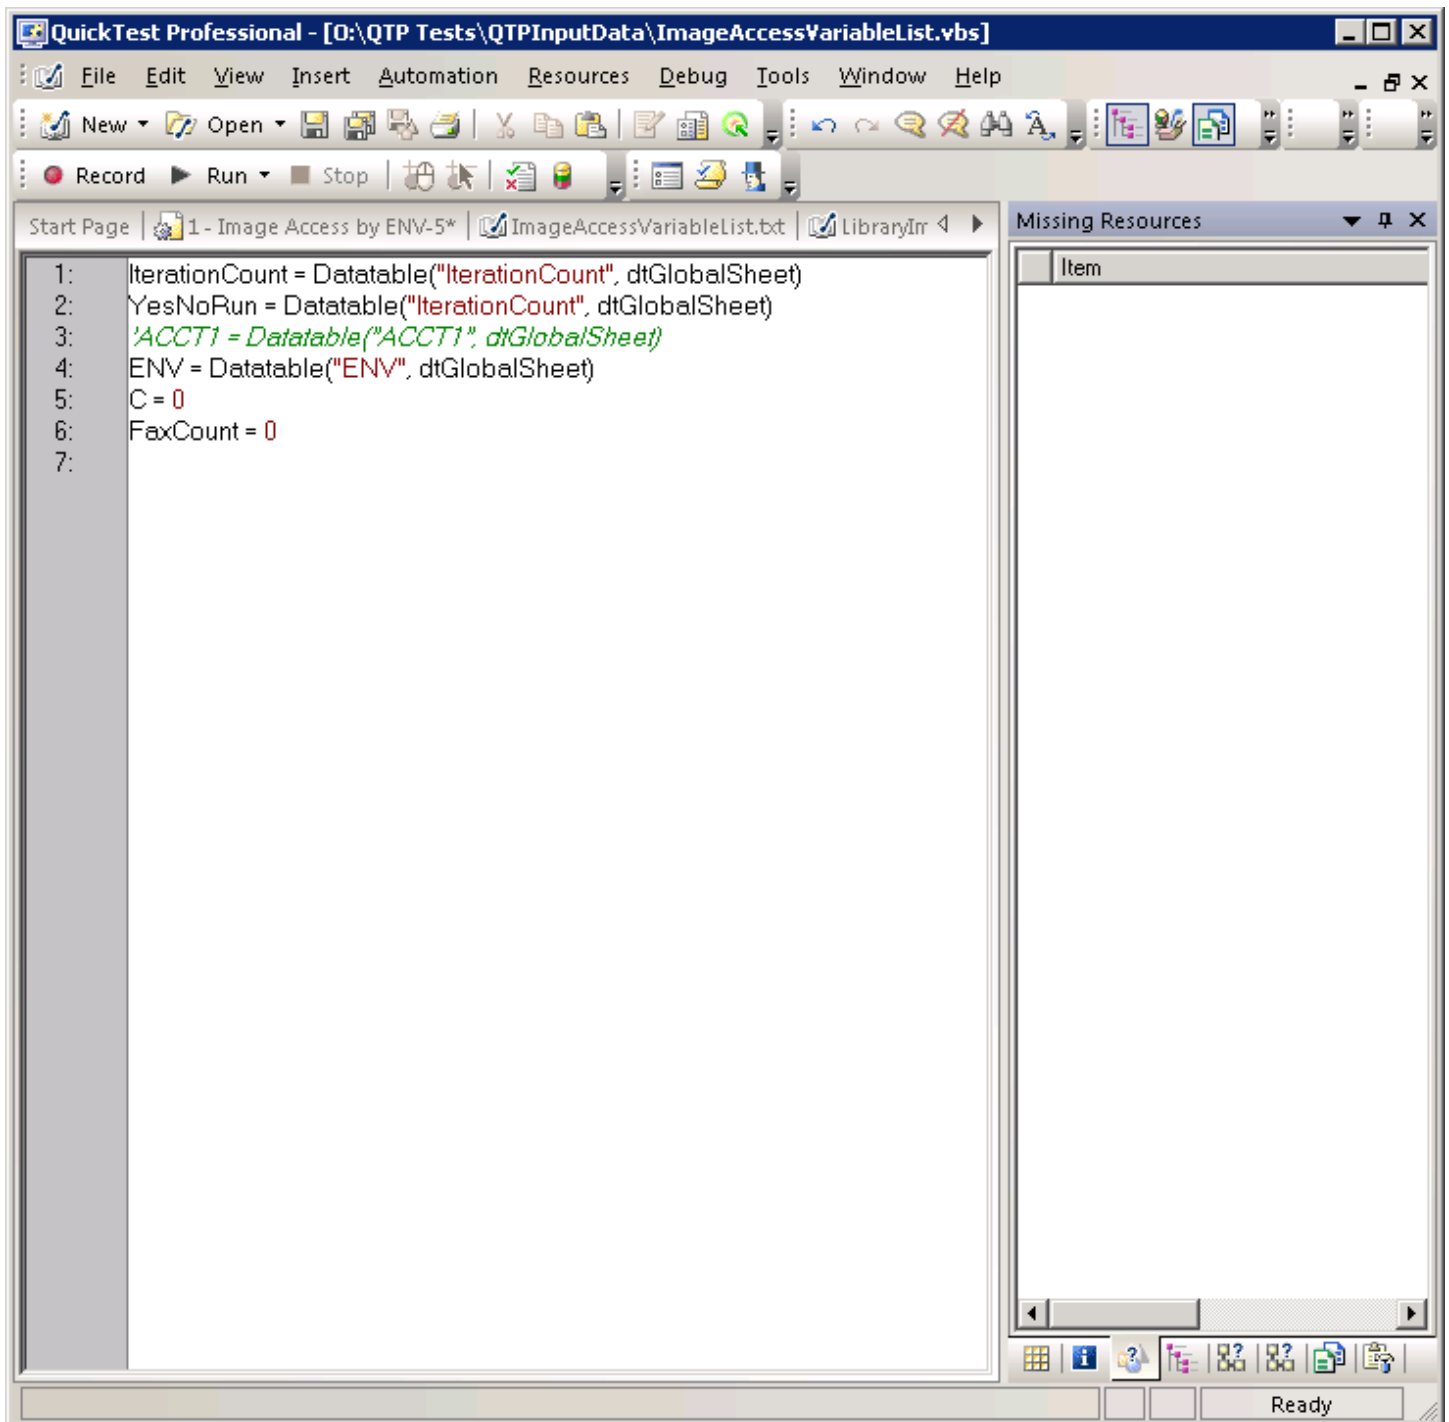 QuickTest Professional - [O:\QTP Tests\QTPInputData\ImageAccessVariableList.vbs]
File Edit View Insert Automation Resources Debug Tools Window Help
New Open
Record Run Stop
Start Page 1 - Image Access by ENV-5* ImageAccessVariableList.txt LibraryIm
Missing Resources
Item
1: IterationCount = Datatable("IterationCount", dtGlobalSheet)
2: YesNoRun = Datatable("IterationCount", dtGlobalSheet)
3: 'ACCT1 = Datatable("ACCT1", dtGlobalSheet)
4: ENV = Datatable("ENV", dtGlobalSheet)
5: C = 0
6: FaxCount = 0
7:
Ready